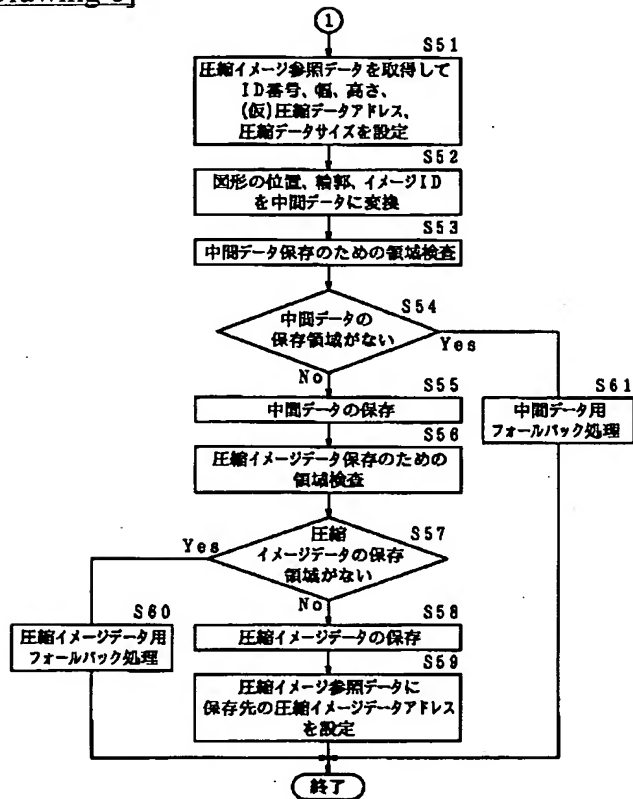 ①
S51
圧縮イメージ参照データを取得して
ID番号、幅、高さ、
(仮)圧縮データアドレス、
圧縮データサイズを設定
S52
図形の位置、輪郭、イメージID
を中間データに変換
S53
中間データ保存のための領域検査
S54
中間データの
保存領域がない
Yes
No
S55
中間データの保存
S61
中間データ用
フォールバック処理
S56
圧縮イメージデータ保存のための
領域検査
S57
圧縮
イメージデータの保存
領域がない
Yes
No
S58
圧縮イメージデータの保存
S60
圧縮イメージデータ用
フォールバック処理
S59
圧縮イメージ参照データに
保存先の圧縮イメージデータアドレス
を設定
終了